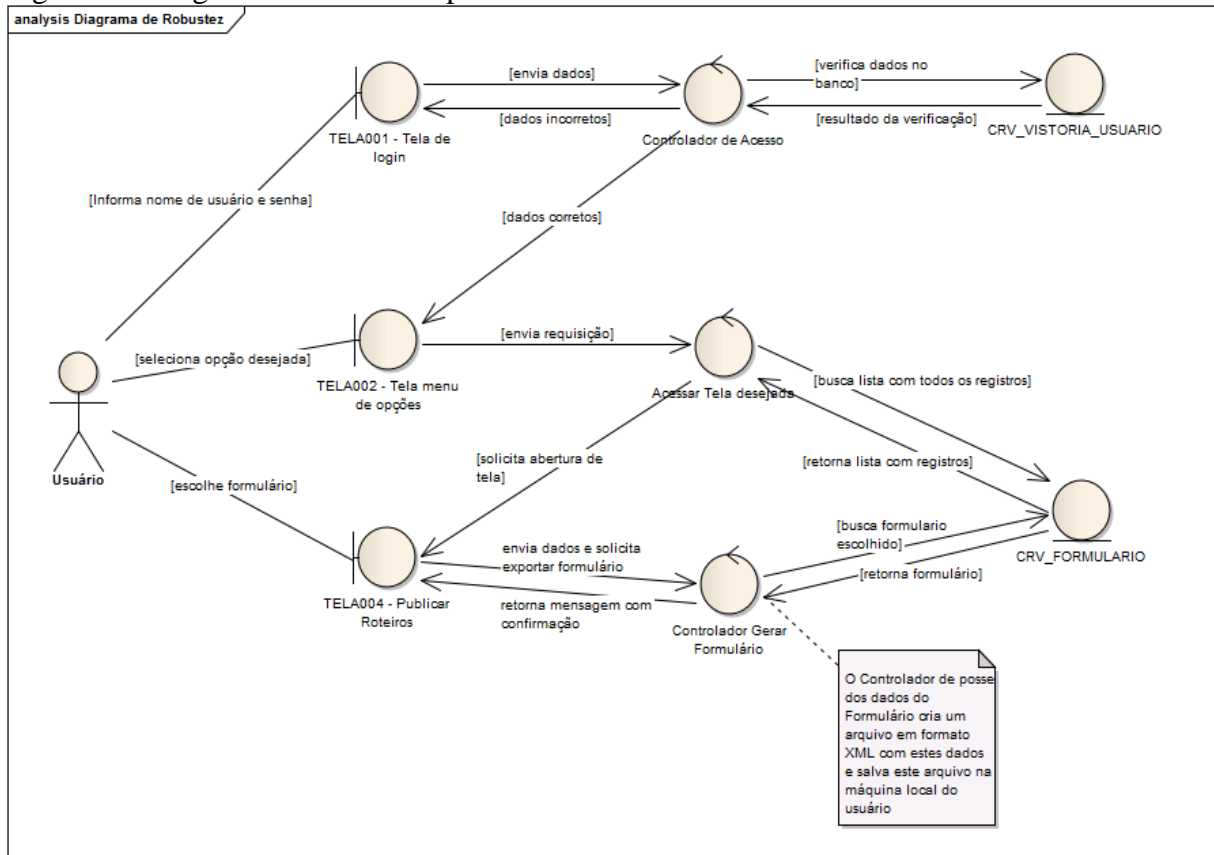 analysis Diagrama de Robustez
[envia dados]
[verifica dados no
banco]
[dados incorretos]
[resultado da verificação]
TELA001 - Tela de
login
Controlador de Acesso
CRV_VISTORIA_USUARIO
[Informa nome de usuário e senha]
[dados corretos]
[envia requisição]
[seleciona opção desejada]
TELA002 - Tela menu
de opções
Acessar Tela desejada
[busca lista com todos os registros]
[solicita abertura de
tela]
[retorna lista com registros]
Usuário
[escolhe formulário]
[busca formulario
escolhido]
CRV_FORMULARIO
envia dados e solicita
exportar formulário
[retorna formulário]
TELA004 - Publicar
Roteiros
retorna mensagem com
confirmação
Controlador Gerar
Formulário
O Controlador de posse
dos dados do
Formulário cria um
arquivo em formato
XML com estes dados
e salva este arquivo na
máquina local do
usuário